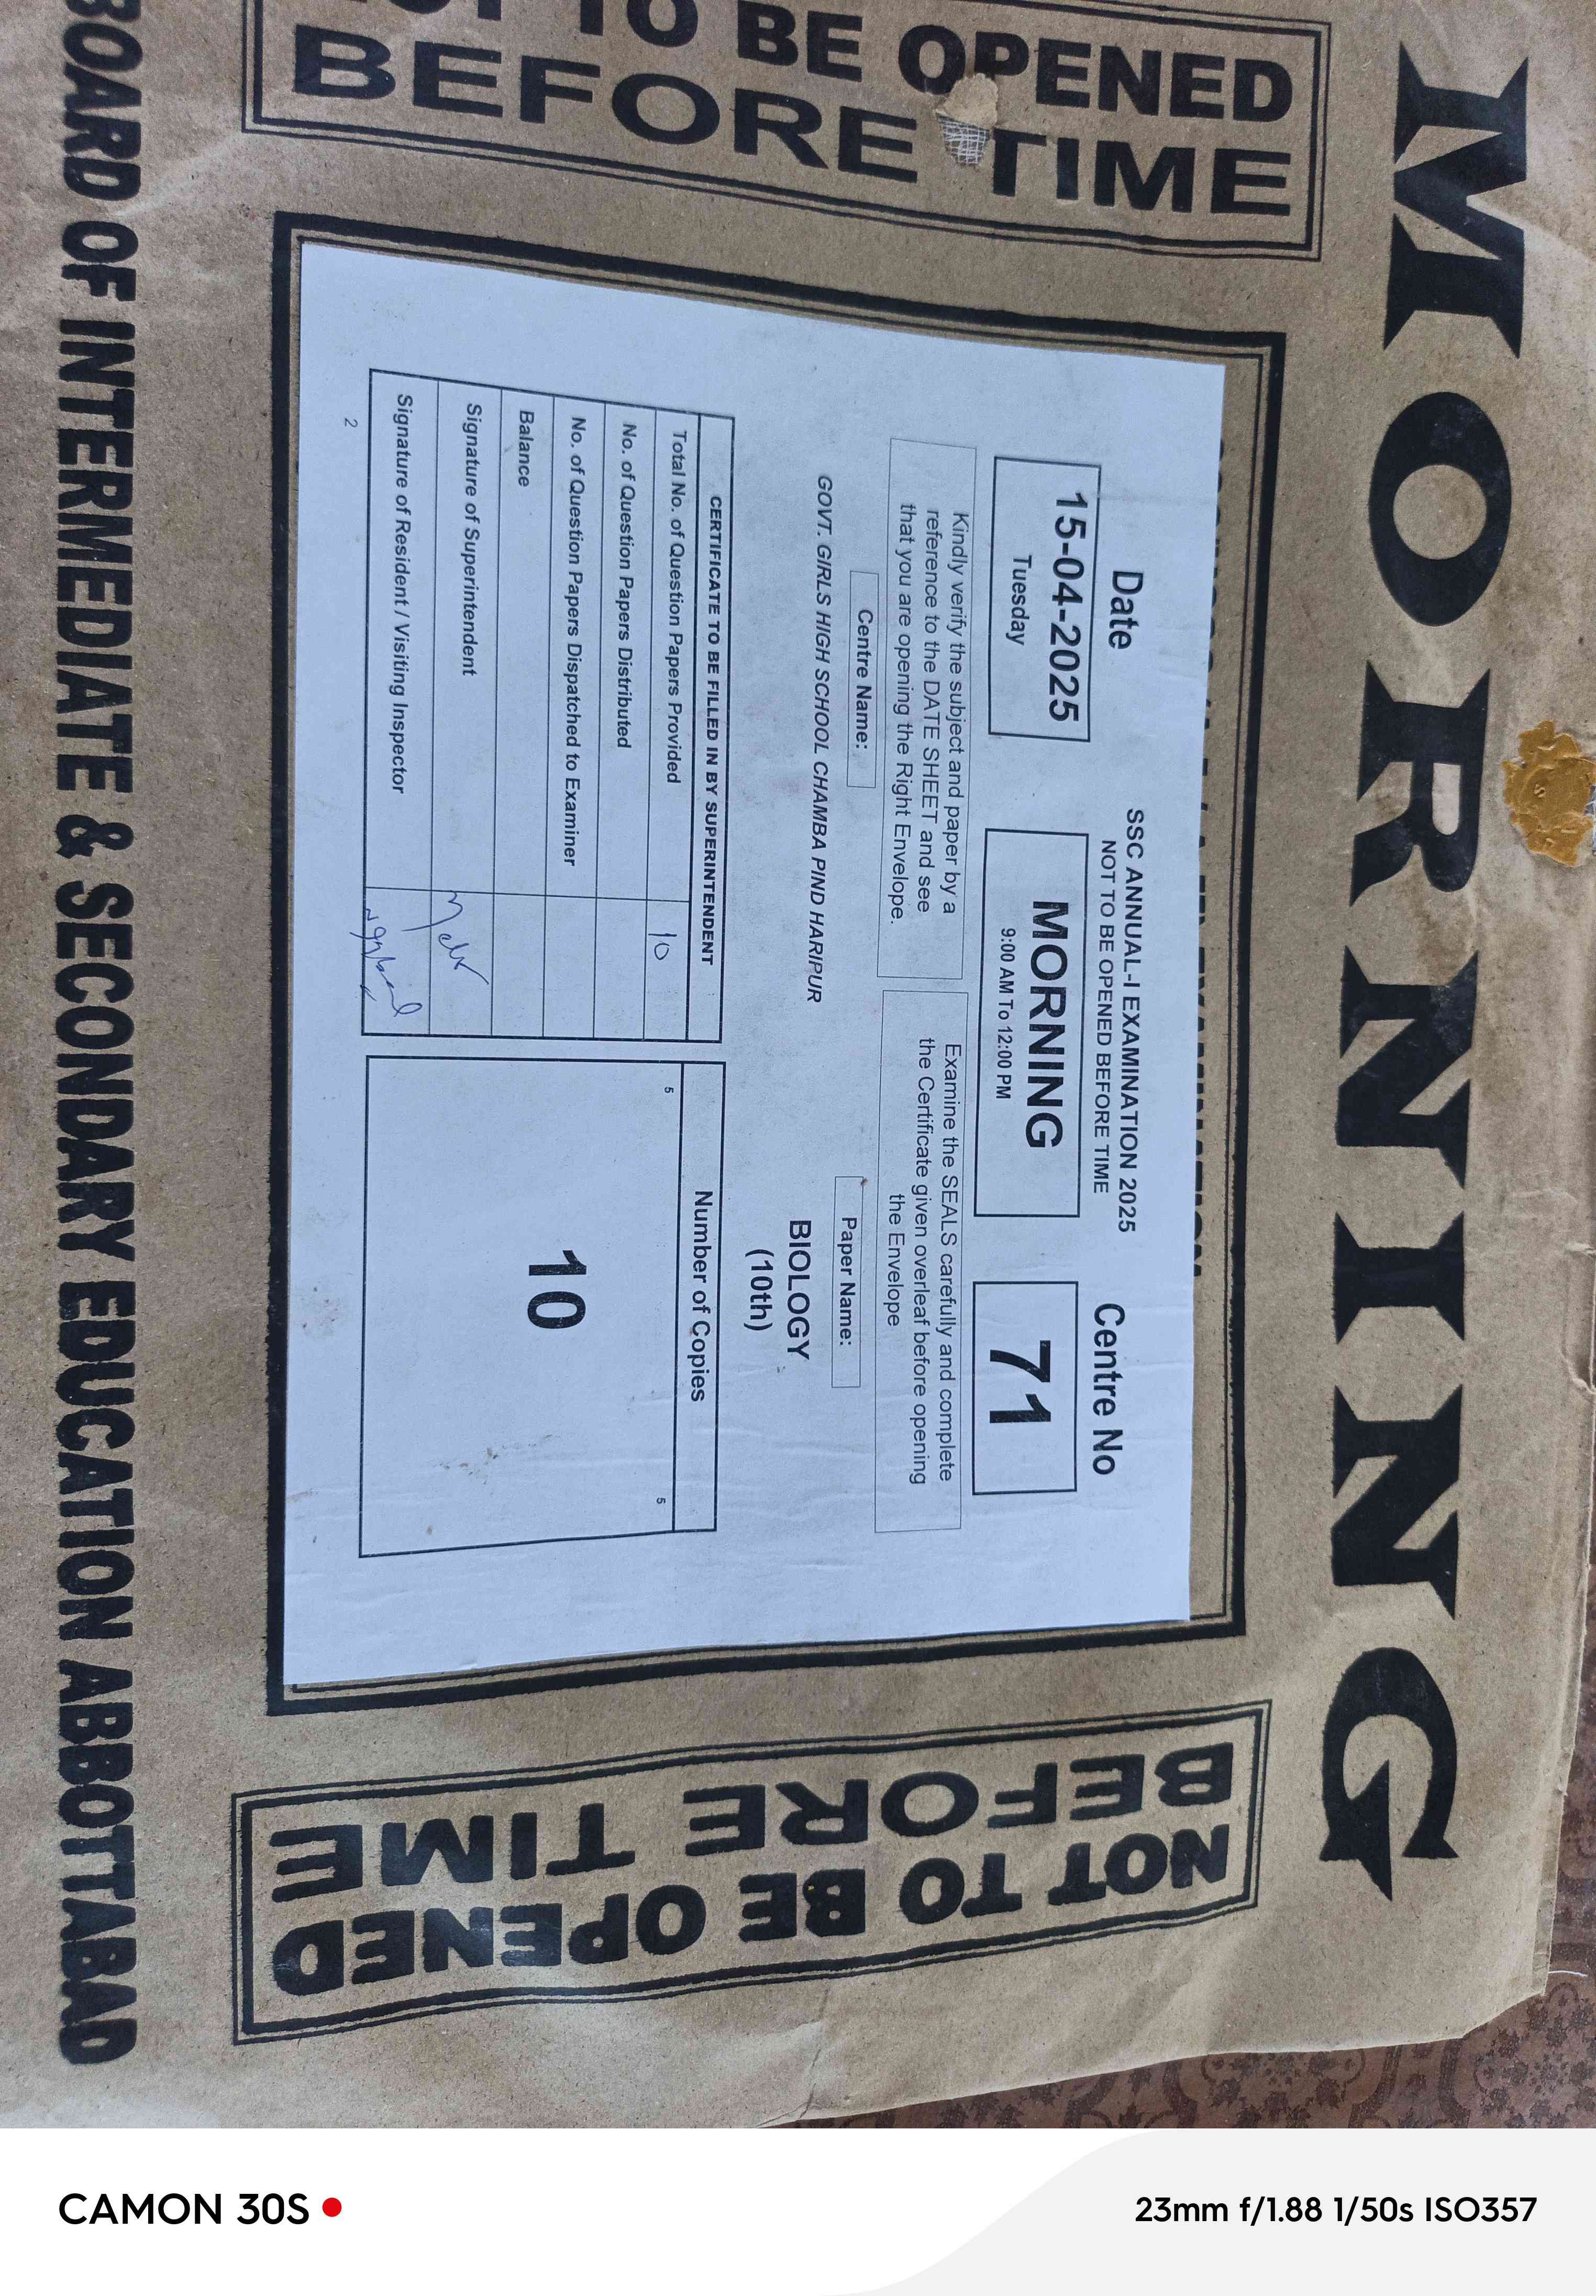 MORNING
NOT TO BE OPENED
BEFORE TIME
SSC ANNUAL-I EXAMINATION 2025
NOT TO BE OPENED BEFORE TIME
Date
15-04-2025
Tuesday
MORNING
9:00 AM To 12:00 PM
Centre No
71
Kindly verify the subject and paper by a
reference to the DATE SHEET and see
that you are opening the Right Envelope.
Examine the SEALS carefully and complete
the Certificate given overleaf before opening
the Envelope
Centre Name:
GOVT. GIRLS HIGH SCHOOL CHAMBA PIND HARIPUR
Paper Name:
BIOLOGY
(10th)
CERTIFICATE TO BE FILLED IN BY SUPERINTENDENT
Total No. of Question Papers Provided 10
No. of Question Papers Distributed
No. of Question Papers Dispatched to Examiner
Balance
Signature of Superintendent
Signature of Resident / Visiting Inspector
2
Number of Copies
5 5
10
NOT TO BE OPENED
BEFORE TIME
BOARD OF INTERMEDIATE & SECONDARY EDUCATION ABBOTTABAD
CAMON 30S
23mm f/1.88 1/50s ISO357